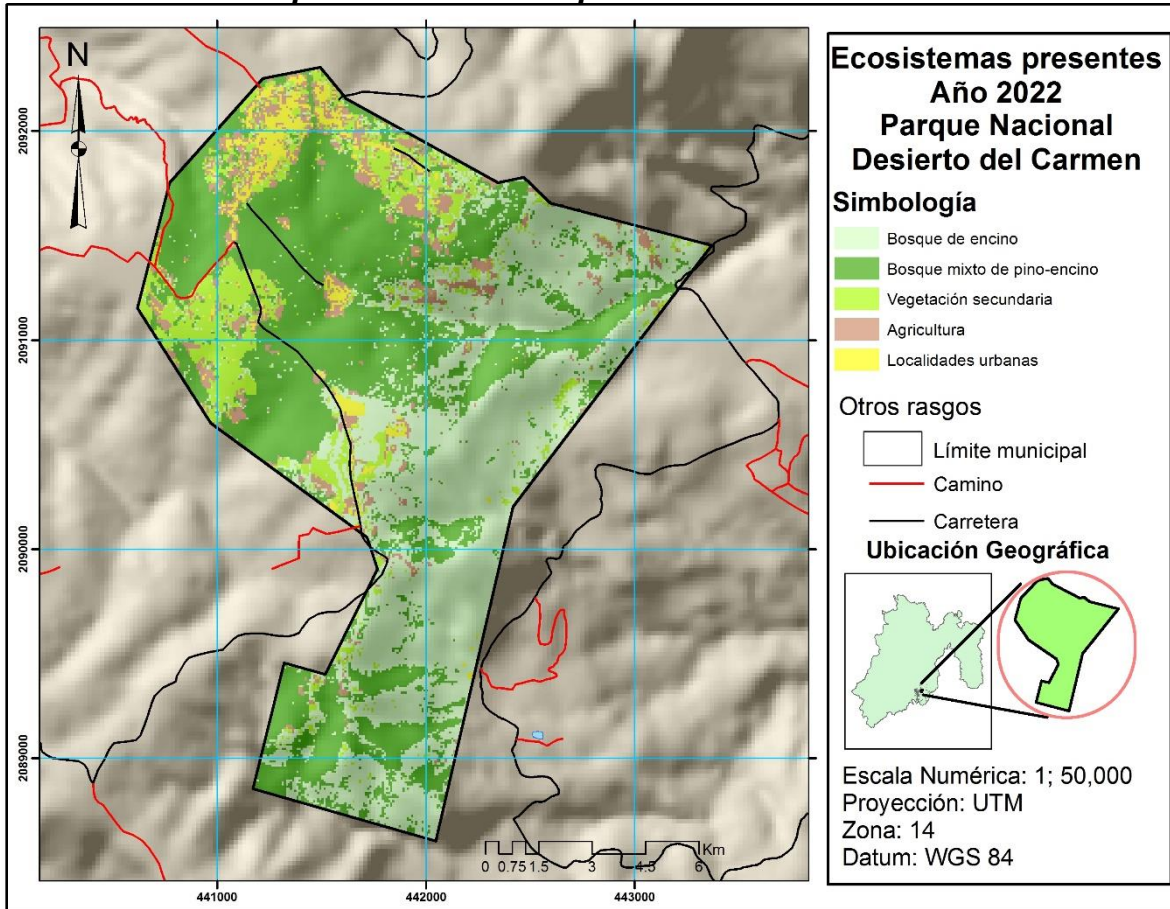 Ecosistemas presentes
Año 2022
Parque Nacional
Desierto del Carmen
Simbología
Bosque de encino
Bosque mixto de pino-encino
Vegetación secundaria
Agricultura
Localidades urbanas
Otros rasgos
Límite municipal
Camino
Carretera
Ubicación Geográfica
Escala Numérica: 1; 50,000
Proyección: UTM
Zona: 14
Datum: WGS 84
N
2092000
2091000
2090000
2089000
441000
442000
443000
Km
0 0.75 1.5 3 4.5 6